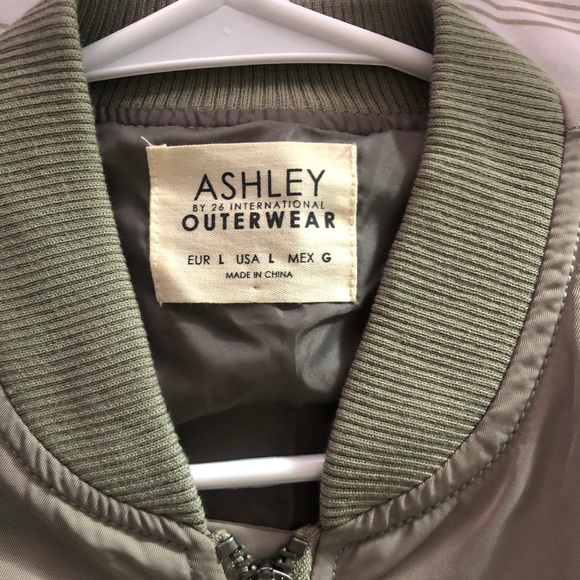 ASHLEY
BY 26 INTERNATIONAL
OUTERWEAR
EUR L USA L MEX G
MADE IN CHINA